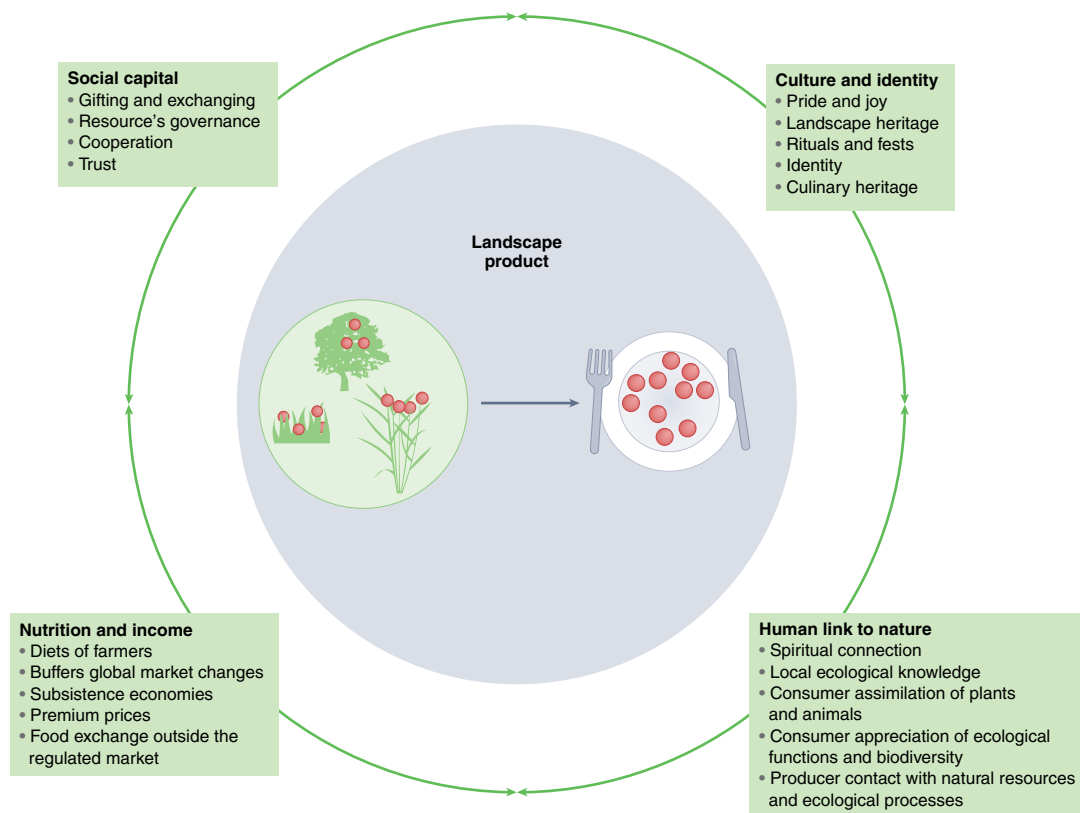 Social capital
• Gifting and exchanging
• Resource's governance
• Cooperation
• Trust
Culture and identity
• Pride and joy
• Landscape heritage
• Rituals and fests
• Identity
• Culinary heritage
Landscape
product
Nutrition and income
• Diets of farmers
• Buffers global market changes
• Subsistence economies
• Premium prices
• Food exchange outside the
regulated market
Human link to nature
• Spiritual connection
• Local ecological knowledge
• Consumer assimilation of plants
and animals
• Consumer appreciation of ecological
functions and biodiversity
• Producer contact with natural resources
and ecological processes